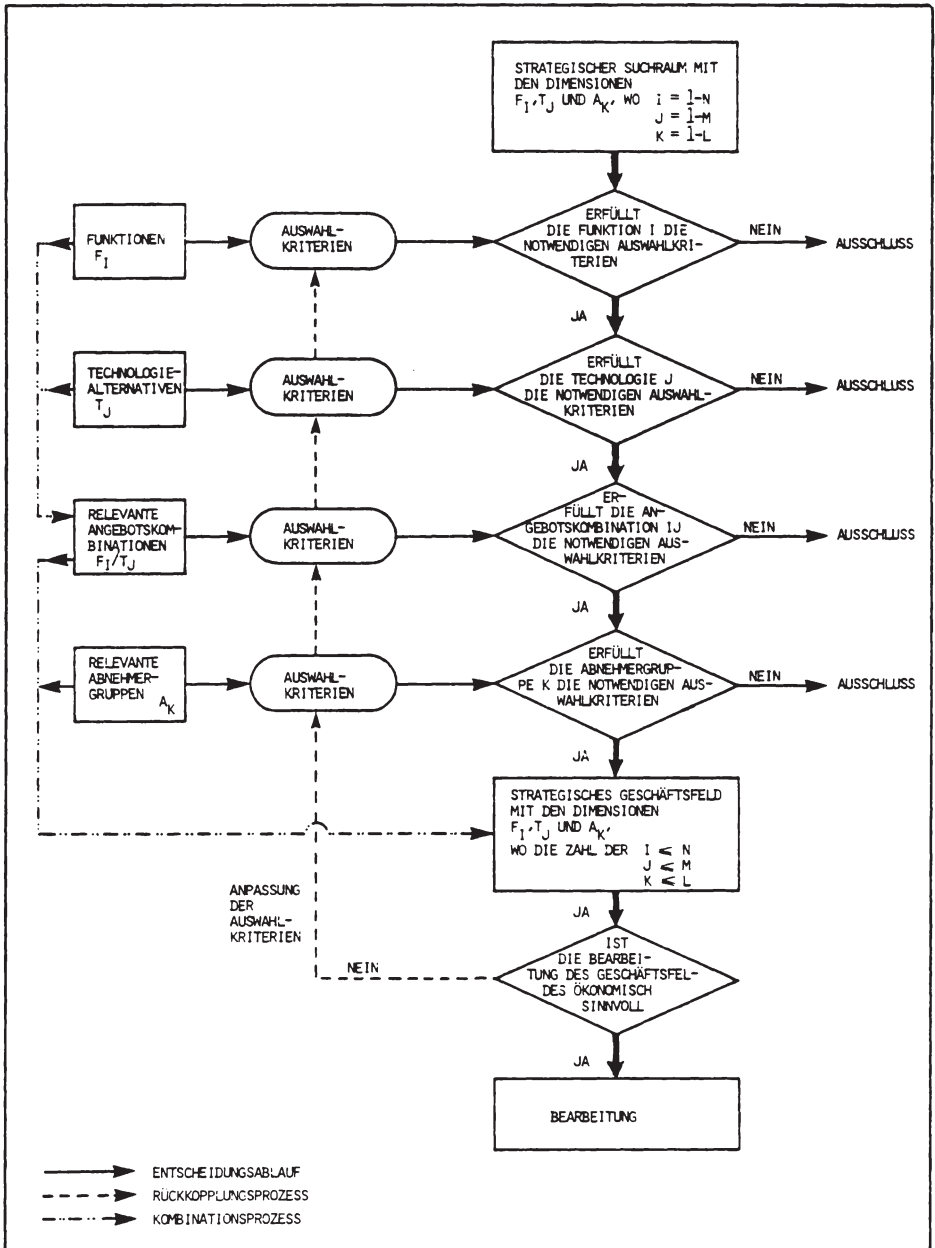 STRATEGISCHER SUCHRAUM MIT
DEN DIMENSIONEN
F_I, T_J UND A_K, WO I = 1-N
J = 1-M
K = 1-L
FUNKTIONEN
F_I
AUSWAHL-
KRITERIEN
ERFÜLLT
DIE FUNKTION I DIE
NOTWENDIGEN AUSWAHLKRI-
TERIEN
NEIN
AUSSCHLUSS
JA
TECHNOLOGIE-
ALTERNATIVEN
T_J
AUSWAHL-
KRITERIEN
ERFÜLLT
DIE TECHNOLOGIE J
DIE NOTWENDIGEN AUSWAHL-
KRITERIEN
NEIN
AUSSCHLUSS
JA
RELEVANTE
ANGEBOTSKOM-
BINATIONEN
F_I/T_J
AUSWAHL-
KRITERIEN
ER-
FÜLLT DIE AN-
GEBOTSKOMBINATION IJ
DIE NOTWENDIGEN AUS-
WAHLKRITERIEN
NEIN
AUSSCHLUSS
JA
RELEVANTE
ABNEHMER-
GRUPPEN A_K
AUSWAHL-
KRITERIEN
ERFÜLLT
DIE ABNEHMERGRUP-
PE K DIE NOTWENDIGEN AUS-
WAHLKRITERIEN
NEIN
AUSSCHLUSS
JA
STRATEGISCHES GESCHÄFTSFELD
MIT DEN DIMENSIONEN
F_I, T_J UND A_K,
WO DIE ZAHL DER I ≤ N
J ≤ M
K ≤ L
ANPASSUNG
DER
AUSWAHL-
KRITERIEN
JA
IST
DIE BEARBEI-
TUNG DES GESCHÄFTSFEL-
DES ÖKONOMISCH
SINNVOLL
NEIN
JA
BEARBEITUNG
ENTSCHEIDUNGSABLAUF
RÜCKKOPPLUNGSPROZESS
KOMBINATIONSPROZESS